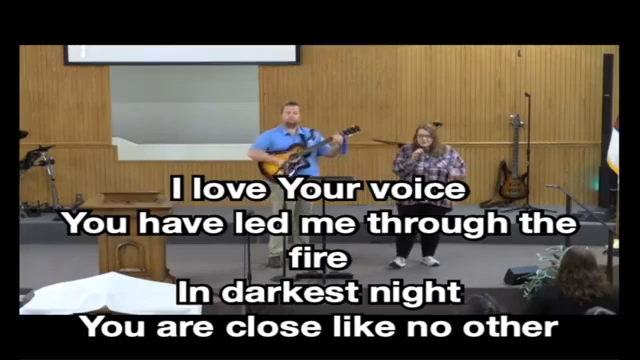 I love Your voice
You have led me through the
fire
In darkest night
You are close like no other